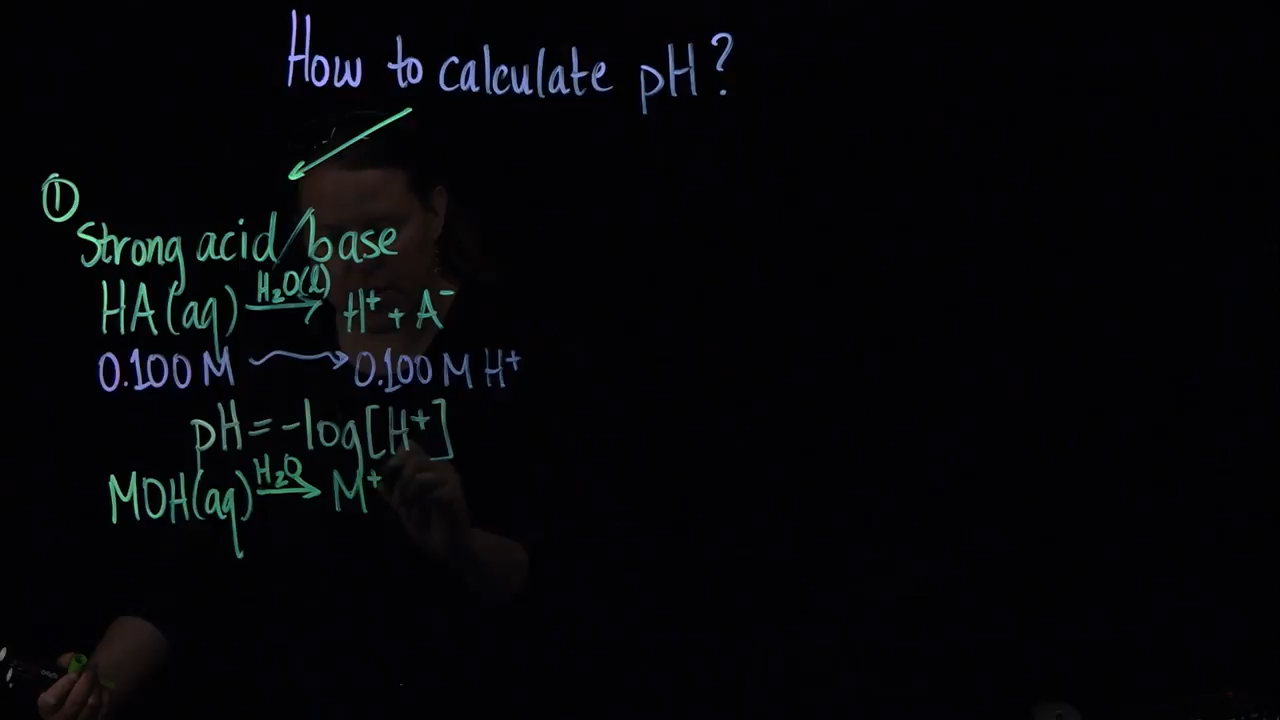 How to calculate pH?
①
Strong acid/base
HA(aq) H₂O(l) → H⁺ + A⁻
0.100 M → 0.100 M H⁺
pH = -log[H⁺]
MOH(aq) H₂O → M⁺